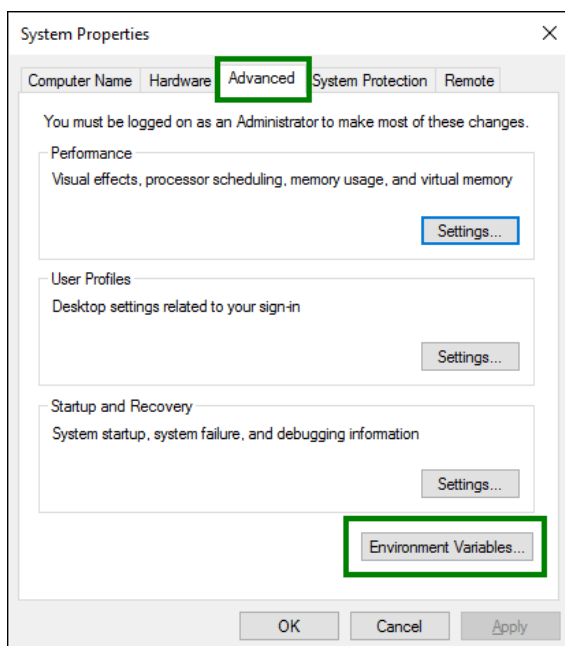 System Properties
Computer Name Hardware Advanced System Protection Remote
You must be logged on as an Administrator to make most of these changes.
Performance
Visual effects, processor scheduling, memory usage, and virtual memory
Settings...
User Profiles
Desktop settings related to your sign-in
Settings...
Startup and Recovery
System startup, system failure, and debugging information
Settings...
Environment Variables...
OK Cancel Apply